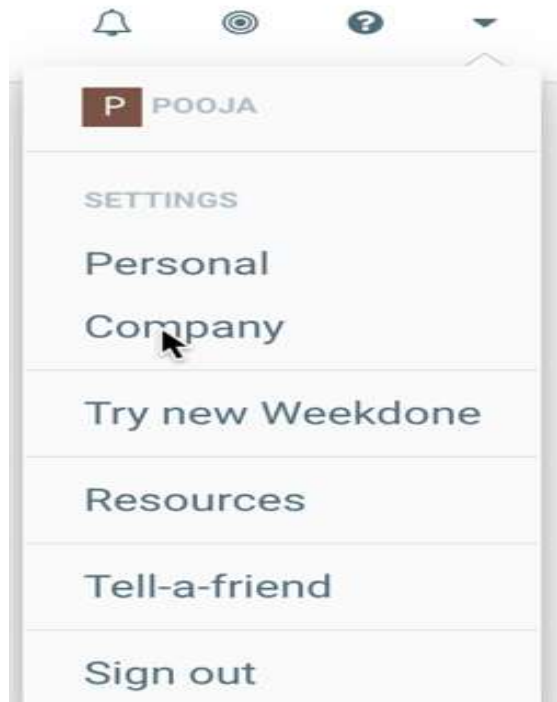 P POOJA
SETTINGS
Personal
Company
Try new Weekdone
Resources
Tell-a-friend
Sign out